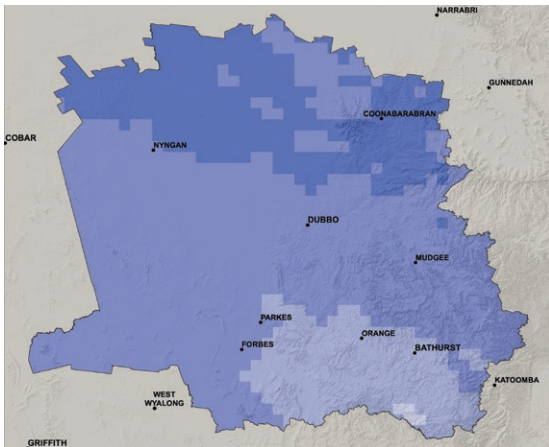 NARRABRI
GUNNEDAH
COONABARABRAN
COBAR
NYNGAN
DUBBO
MUDGEE
PARKES
ORANGE
FORBES
BATHURST
KATOOMBA
WEST
WYALONG
GRIFFITH